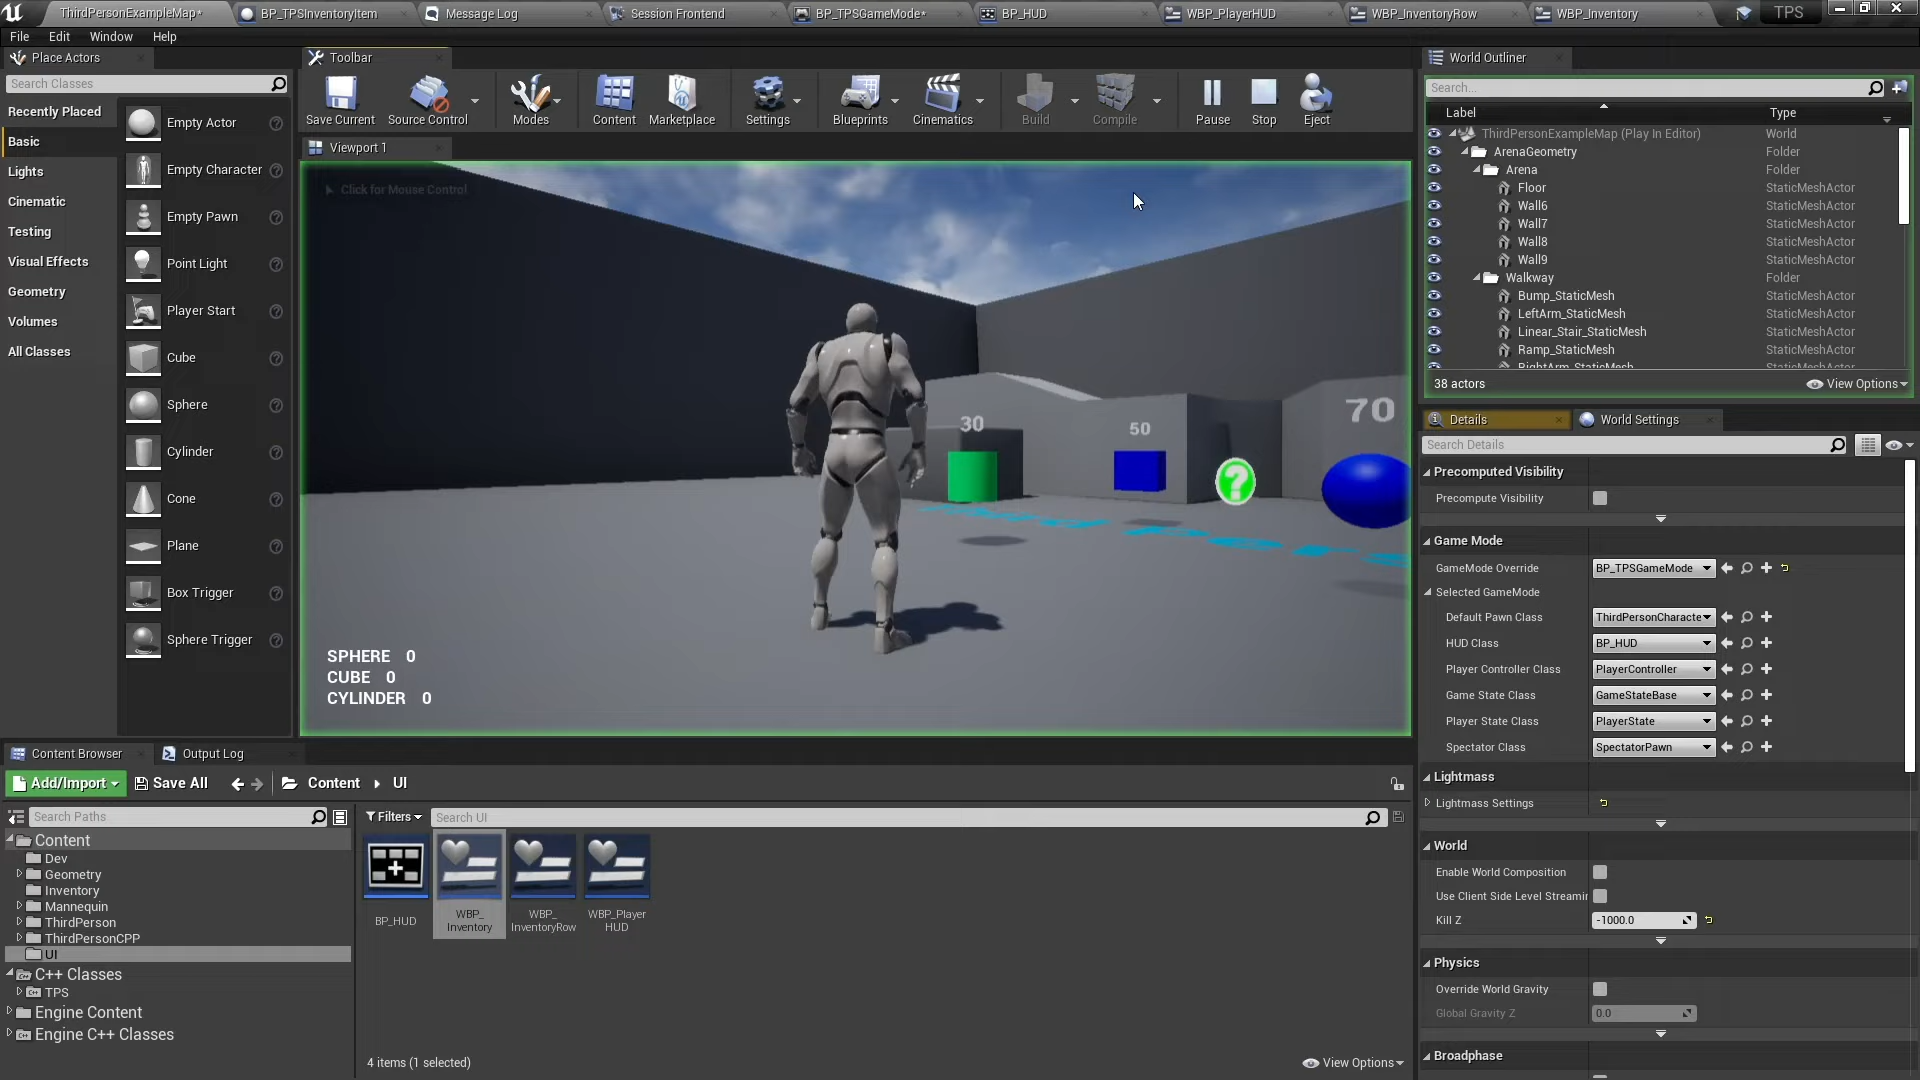 ThirdPersonExampleMap*
BP_TPSInventoryItem
Message Log
Session Frontend
BP_TPSGameMode*
BP_HUD
WBP_PlayerHUD
WBP_InventoryRow
WBP_Inventory
TPS
File Edit Window Help
Place Actors
Search Classes
Recently Placed
Basic
Lights
Cinematic
Testing
Visual Effects
Geometry
Volumes
All Classes
Empty Actor
Empty Character
Empty Pawn
Point Light
Player Start
Cube
Sphere
Cylinder
Cone
Plane
Box Trigger
Sphere Trigger
Toolbar
Save Current
Source Control
Modes
Content
Marketplace
Settings
Blueprints
Cinematics
Build
Compile
Pause
Stop
Eject
Viewport 1
Click for Mouse Control
30
50
70
?
SPHERE 0
CUBE 0
CYLINDER 0
World Outliner
Search...
Label Type
ThirdPersonExampleMap (Play In Editor) World
ArenaGeometry Folder
Arena Folder
Floor StaticMeshActor
Wall6 StaticMeshActor
Wall7 StaticMeshActor
Wall8 StaticMeshActor
Wall9 StaticMeshActor
Walkway Folder
Bump_StaticMesh StaticMeshActor
LeftArm_StaticMesh StaticMeshActor
Linear_Stair_StaticMesh StaticMeshActor
Ramp_StaticMesh StaticMeshActor
RightArm_StaticMesh StaticMeshActor
38 actors
View Options
Details
World Settings
Search Details
Precomputed Visibility
Precompute Visibility
Game Mode
GameMode Override BP_TPSGameMode
Selected GameMode
Default Pawn Class ThirdPersonCharacte
HUD Class BP_HUD
Player Controller Class PlayerController
Game State Class GameStateBase
Player State Class PlayerState
Spectator Class SpectatorPawn
Lightmass
Lightmass Settings
World
Enable World Composition
Use Client Side Level Streamin
Kill Z -1000.0
Physics
Override World Gravity
Global Gravity Z 0.0
Broadphase
Content Browser
Output Log
Add/Import
Save All
Content
UI
Search Paths
Filters
Search UI
Content
Dev
Geometry
Inventory
Mannequin
ThirdPerson
ThirdPersonCPP
UI
C++ Classes
TPS
Engine Content
Engine C++ Classes
BP_HUD
WBP_
Inventory
WBP_
InventoryRow
WBP_Player
HUD
4 items (1 selected)
View Options